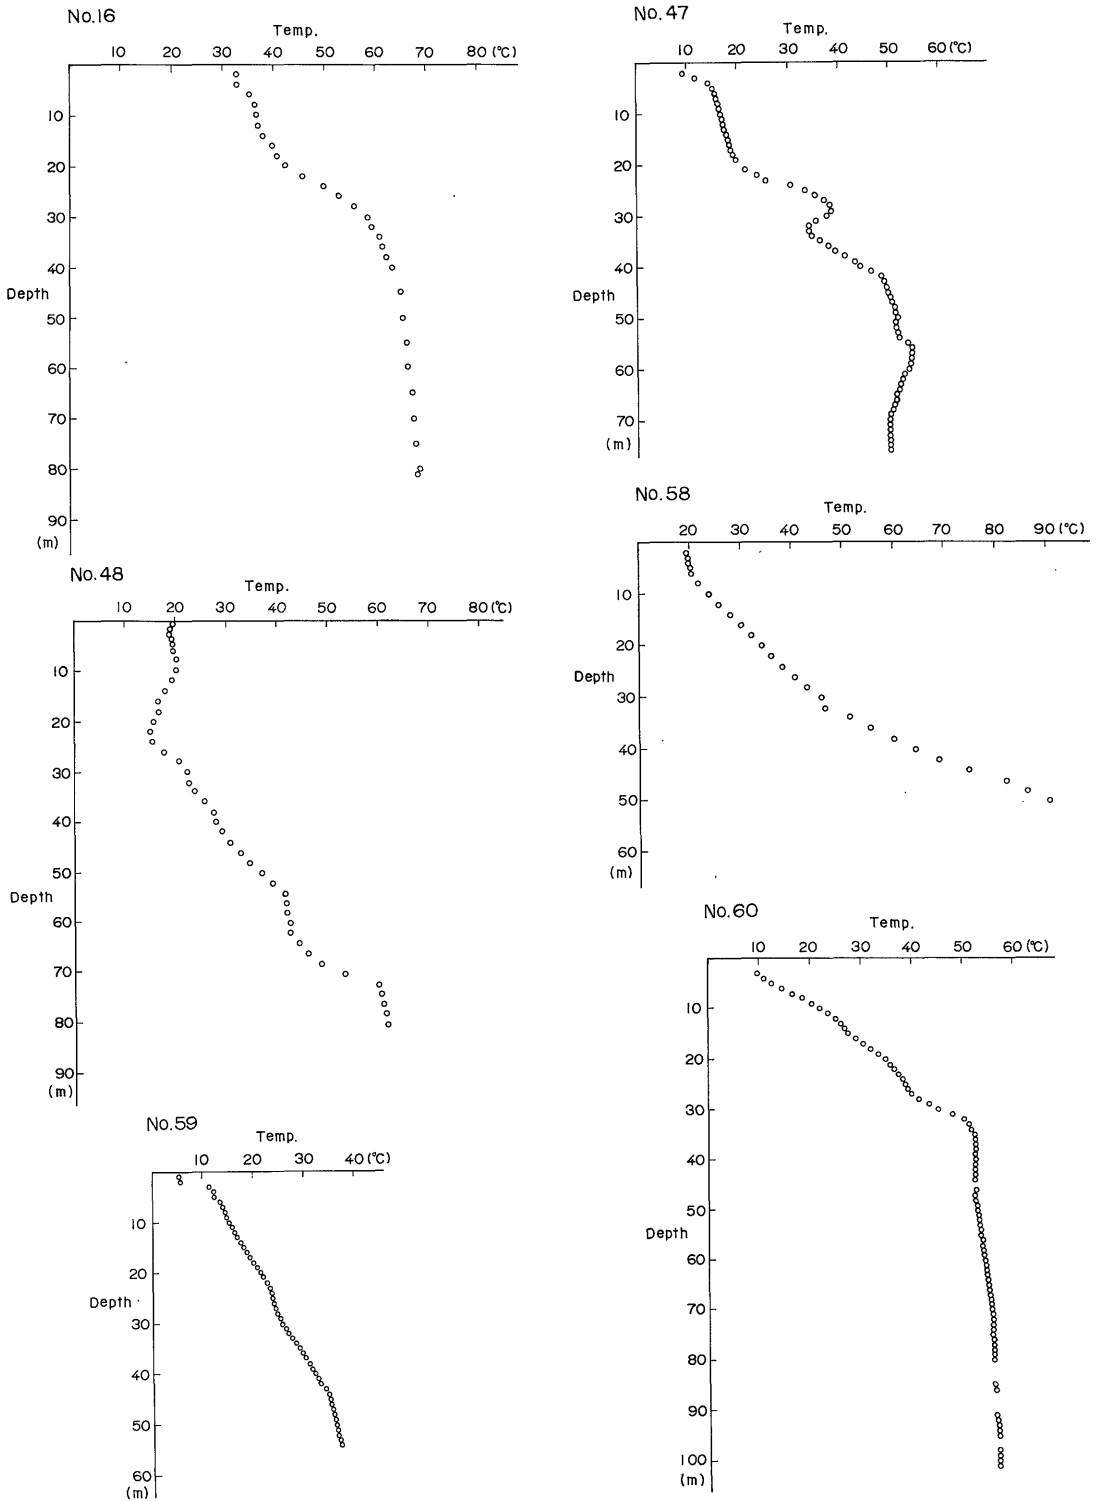 No.16
Temp.
10 20 30 40 50 60 70 80 (°C)
10
20
30
40
Depth
50
60
70
80
90
(m)
No.47
Temp.
10 20 30 40 50 60 (°C)
10
20
30
40
Depth
50
60
70
(m)
No.48
Temp.
10 20 30 40 50 60 70 80 (°C)
10
20
30
40
50
Depth
60
70
80
90
(m)
No.58
Temp.
20 30 40 50 60 70 80 90 (°C)
10
20
Depth
30
40
50
60
(m)
No.59
Temp.
10 20 30 40 (°C)
10
20
Depth
30
40
50
60
(m)
No.60
Temp.
10 20 30 40 50 60 (°C)
10
20
30
40
50
Depth
60
70
80
90
100
(m)